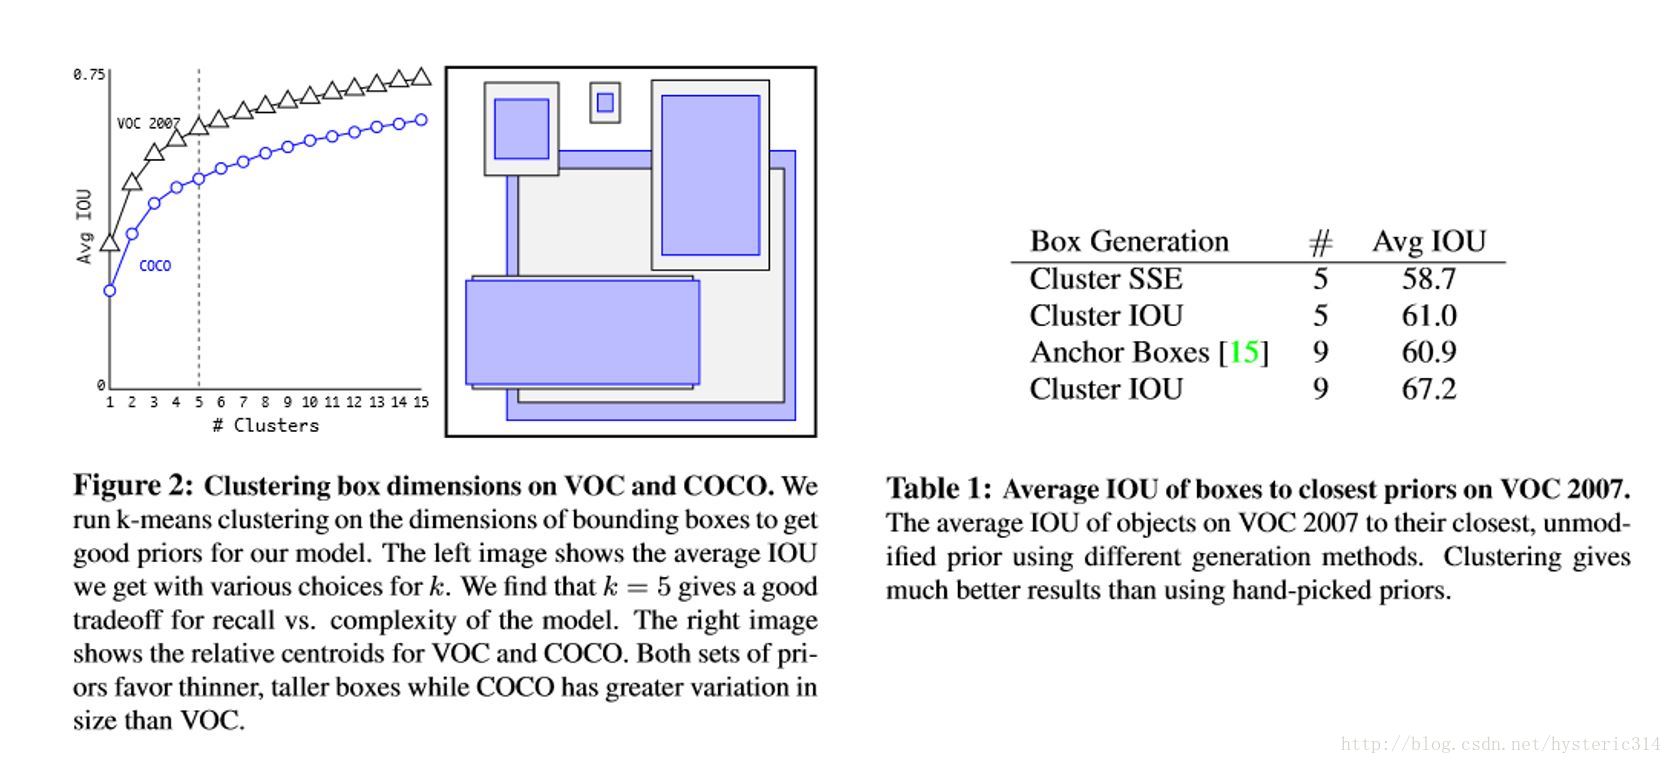 0.75
VOC 2007
COCO
Avg IOU
0
1 2 3 4 5 6 7 8 9 10 11 12 13 14 15
# Clusters
Figure 2: Clustering box dimensions on VOC and COCO. We
run k-means clustering on the dimensions of bounding boxes to get
good priors for our model. The left image shows the average IOU
we get with various choices for k. We find that k = 5 gives a good
tradeoff for recall vs. complexity of the model. The right image
shows the relative centroids for VOC and COCO. Both sets of pri-
ors favor thinner, taller boxes while COCO has greater variation in
size than VOC.
Box Generation # Avg IOU
Cluster SSE 5 58.7
Cluster IOU 5 61.0
Anchor Boxes [15] 9 60.9
Cluster IOU 9 67.2
Table 1: Average IOU of boxes to closest priors on VOC 2007.
The average IOU of objects on VOC 2007 to their closest, unmod-
ified prior using different generation methods. Clustering gives
much better results than using hand-picked priors.
http://blog.csdn.net/hysteric314